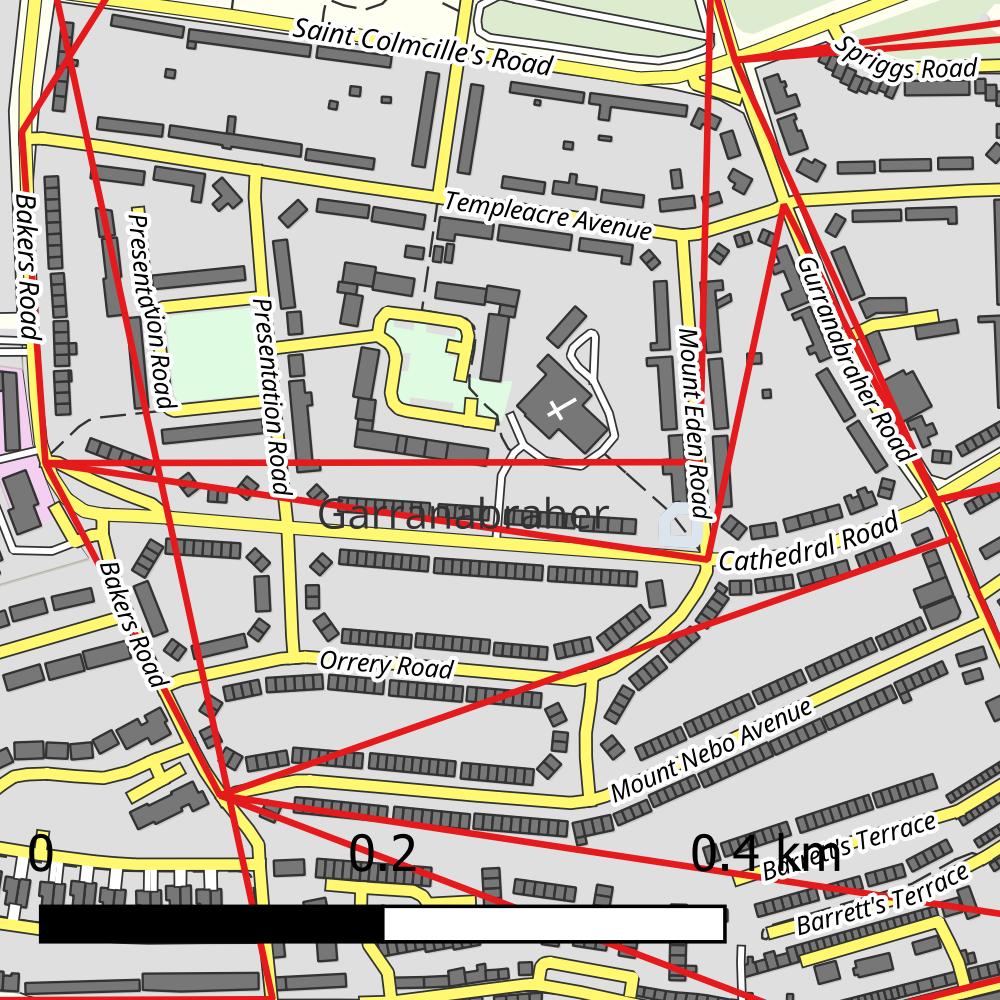 Saint Colmcille's Road
Spriggs Road
Bakers Road
Presentation Road
Templeacre Avenue
Presentation Road
Mount Eden Road
Gurranabraher Road
Garranabraher
Cathedral Road
Bakers Road
Orrery Road
Mount Nebo Avenue
Barrett's Terrace
Barrett's Terrace
0 0.2 0.4 km